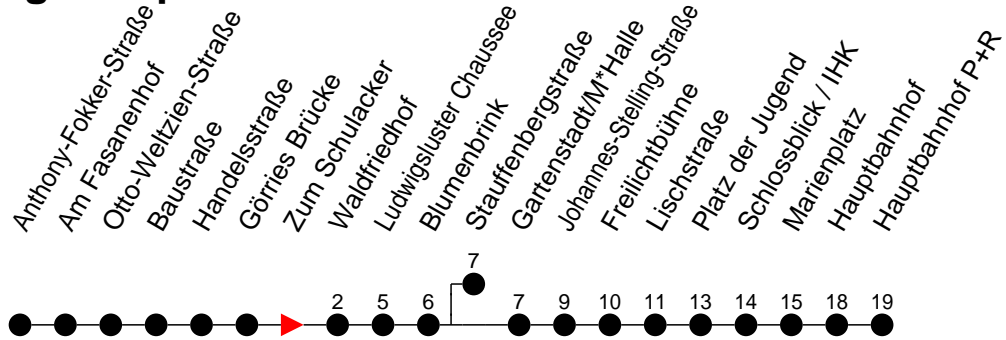 Anthony-Fokker-Straße
Am Fasanenhof
Otto-Weltzien-Straße
Baustraße
Handelsstraße
Görries Brücke
Zum Schulacker
Waldfriedhof
Ludwigsluster Chaussee
Blumenbrink
Stauffenbergstraße
Gartenstadt/M*Halle
Johannes-Stelling-Straße
Freilichtbühne
Lischstraße
Platz der Jugend
Schlossblick / IHK
Marienplatz
Hauptbahnhof
Hauptbahnhof P+R
7
2 5 6 7 9 10 11 13 14 15 18 19